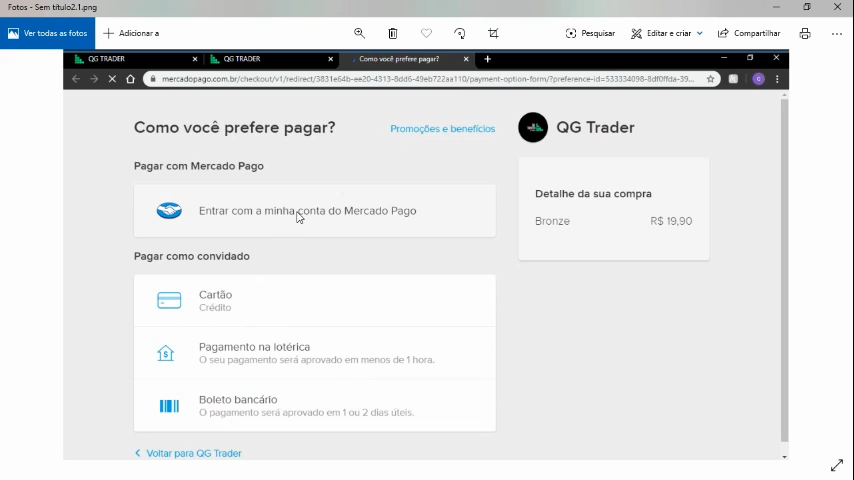 Fotos - Sem título2.1.png
Ver todas as fotos
Adicionar a
Pesquisar
Editar e criar
Compartilhar
QG TRADER
QG TRADER
Como você prefere pagar?
mercadopago.com.br/checkout/v1/redirect/3831e64b-ee20-4313-8dd6-49eb722aa110/payment-option-form/?preference-id=533334098-8df0ffda-39...
Como você prefere pagar?
Promoções e benefícios
QG Trader
Pagar com Mercado Pago
Detalhe da sua compra
Entrar com a minha conta do Mercado Pago
Bronze R$ 19,90
Pagar como convidado
Cartão
Crédito
Pagamento na lotérica
O seu pagamento será aprovado em menos de 1 hora.
Boleto bancário
O pagamento será aprovado em 1 ou 2 dias úteis.
Voltar para QG Trader